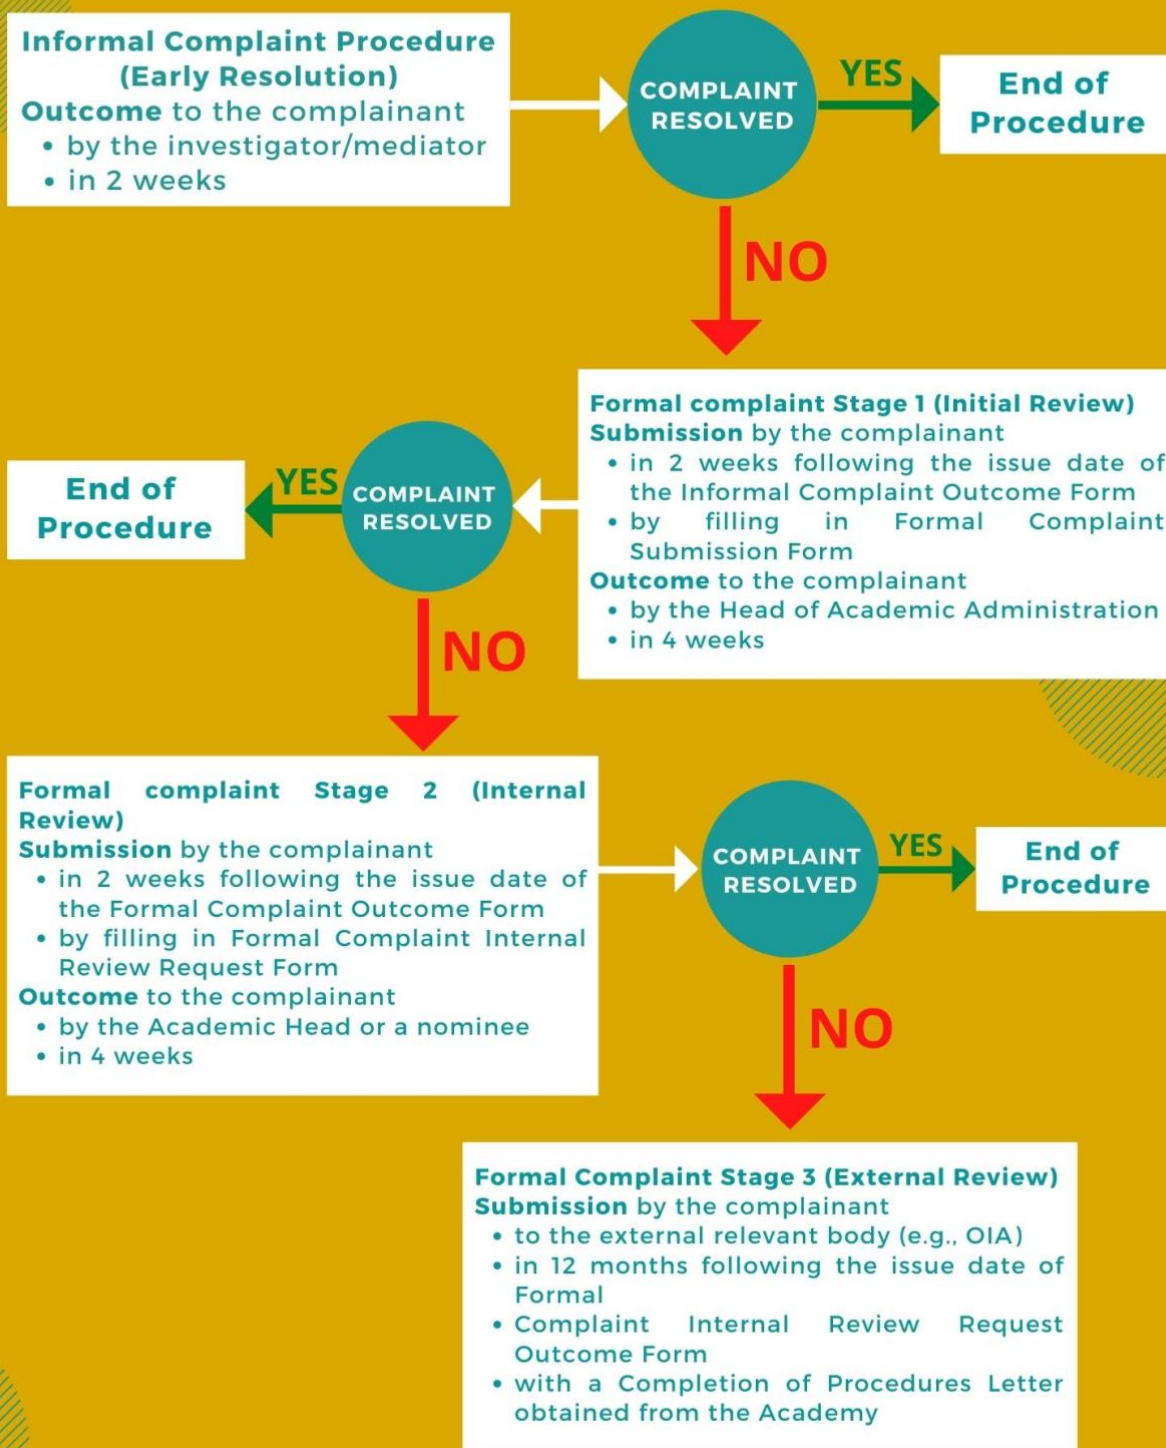 Informal Complaint Procedure
(Early Resolution)
Outcome to the complainant
• by the investigator/mediator
• in 2 weeks
COMPLAINT
RESOLVED
YES
End of
Procedure
NO
Formal complaint Stage 1 (Initial Review)
Submission by the complainant
• in 2 weeks following the issue date of
the Informal Complaint Outcome Form
• by filling in Formal Complaint
Submission Form
Outcome to the complainant
• by the Head of Academic Administration
• in 4 weeks
COMPLAINT
RESOLVED
YES
End of
Procedure
NO
Formal complaint Stage 2 (Internal
Review)
Submission by the complainant
• in 2 weeks following the issue date of
the Formal Complaint Outcome Form
• by filling in Formal Complaint Internal
Review Request Form
Outcome to the complainant
• by the Academic Head or a nominee
• in 4 weeks
COMPLAINT
RESOLVED
YES
End of
Procedure
NO
Formal Complaint Stage 3 (External Review)
Submission by the complainant
• to the external relevant body (e.g., OIA)
• in 12 months following the issue date of
Formal
• Complaint Internal Review Request
Outcome Form
• with a Completion of Procedures Letter
obtained from the Academy